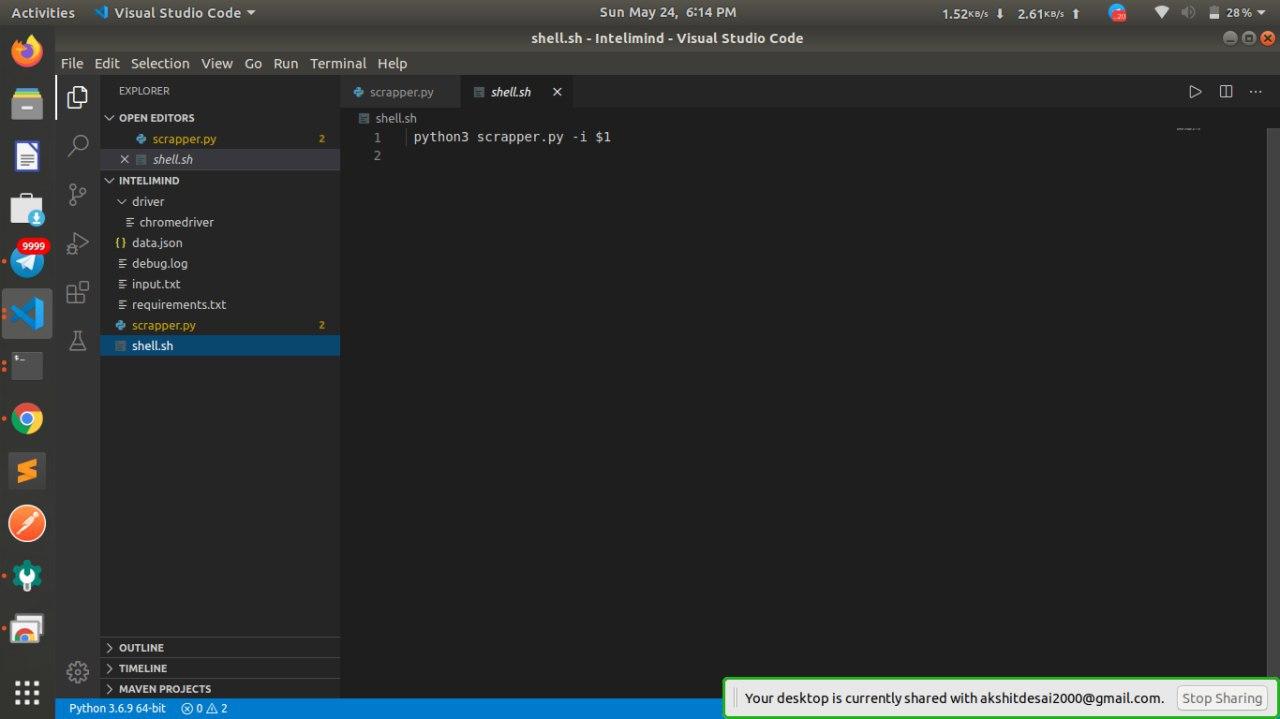 Activities Visual Studio Code Sun May 24, 6:14 PM 1.52KB/s 2.61KB/s 28 %
shell.sh - Intelimind - Visual Studio Code
File Edit Selection View Go Run Terminal Help
EXPLORER
OPEN EDITORS
scrapper.py 2
shell.sh
INTELIMIND
driver
chromedriver
data.json
debug.log
input.txt
requirements.txt
scrapper.py 2
shell.sh
OUTLINE
TIMELINE
MAVEN PROJECTS
scrapper.py shell.sh
shell.sh
1 python3 scrapper.py -i $1
2
9999
Python 3.6.9 64-bit 0 2
Your desktop is currently shared with akshitdesai2000@gmail.com. Stop Sharing